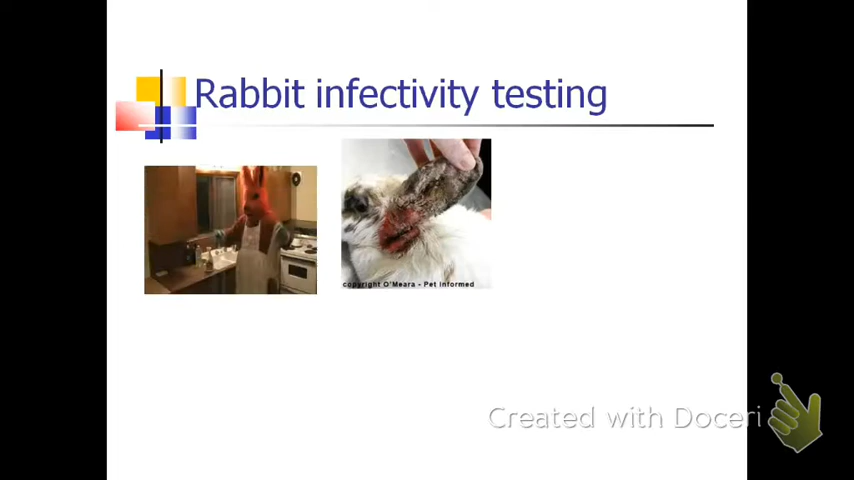 Rabbit infectivity testing
copyright O'Meara - Pet Informed
Created with Doceri